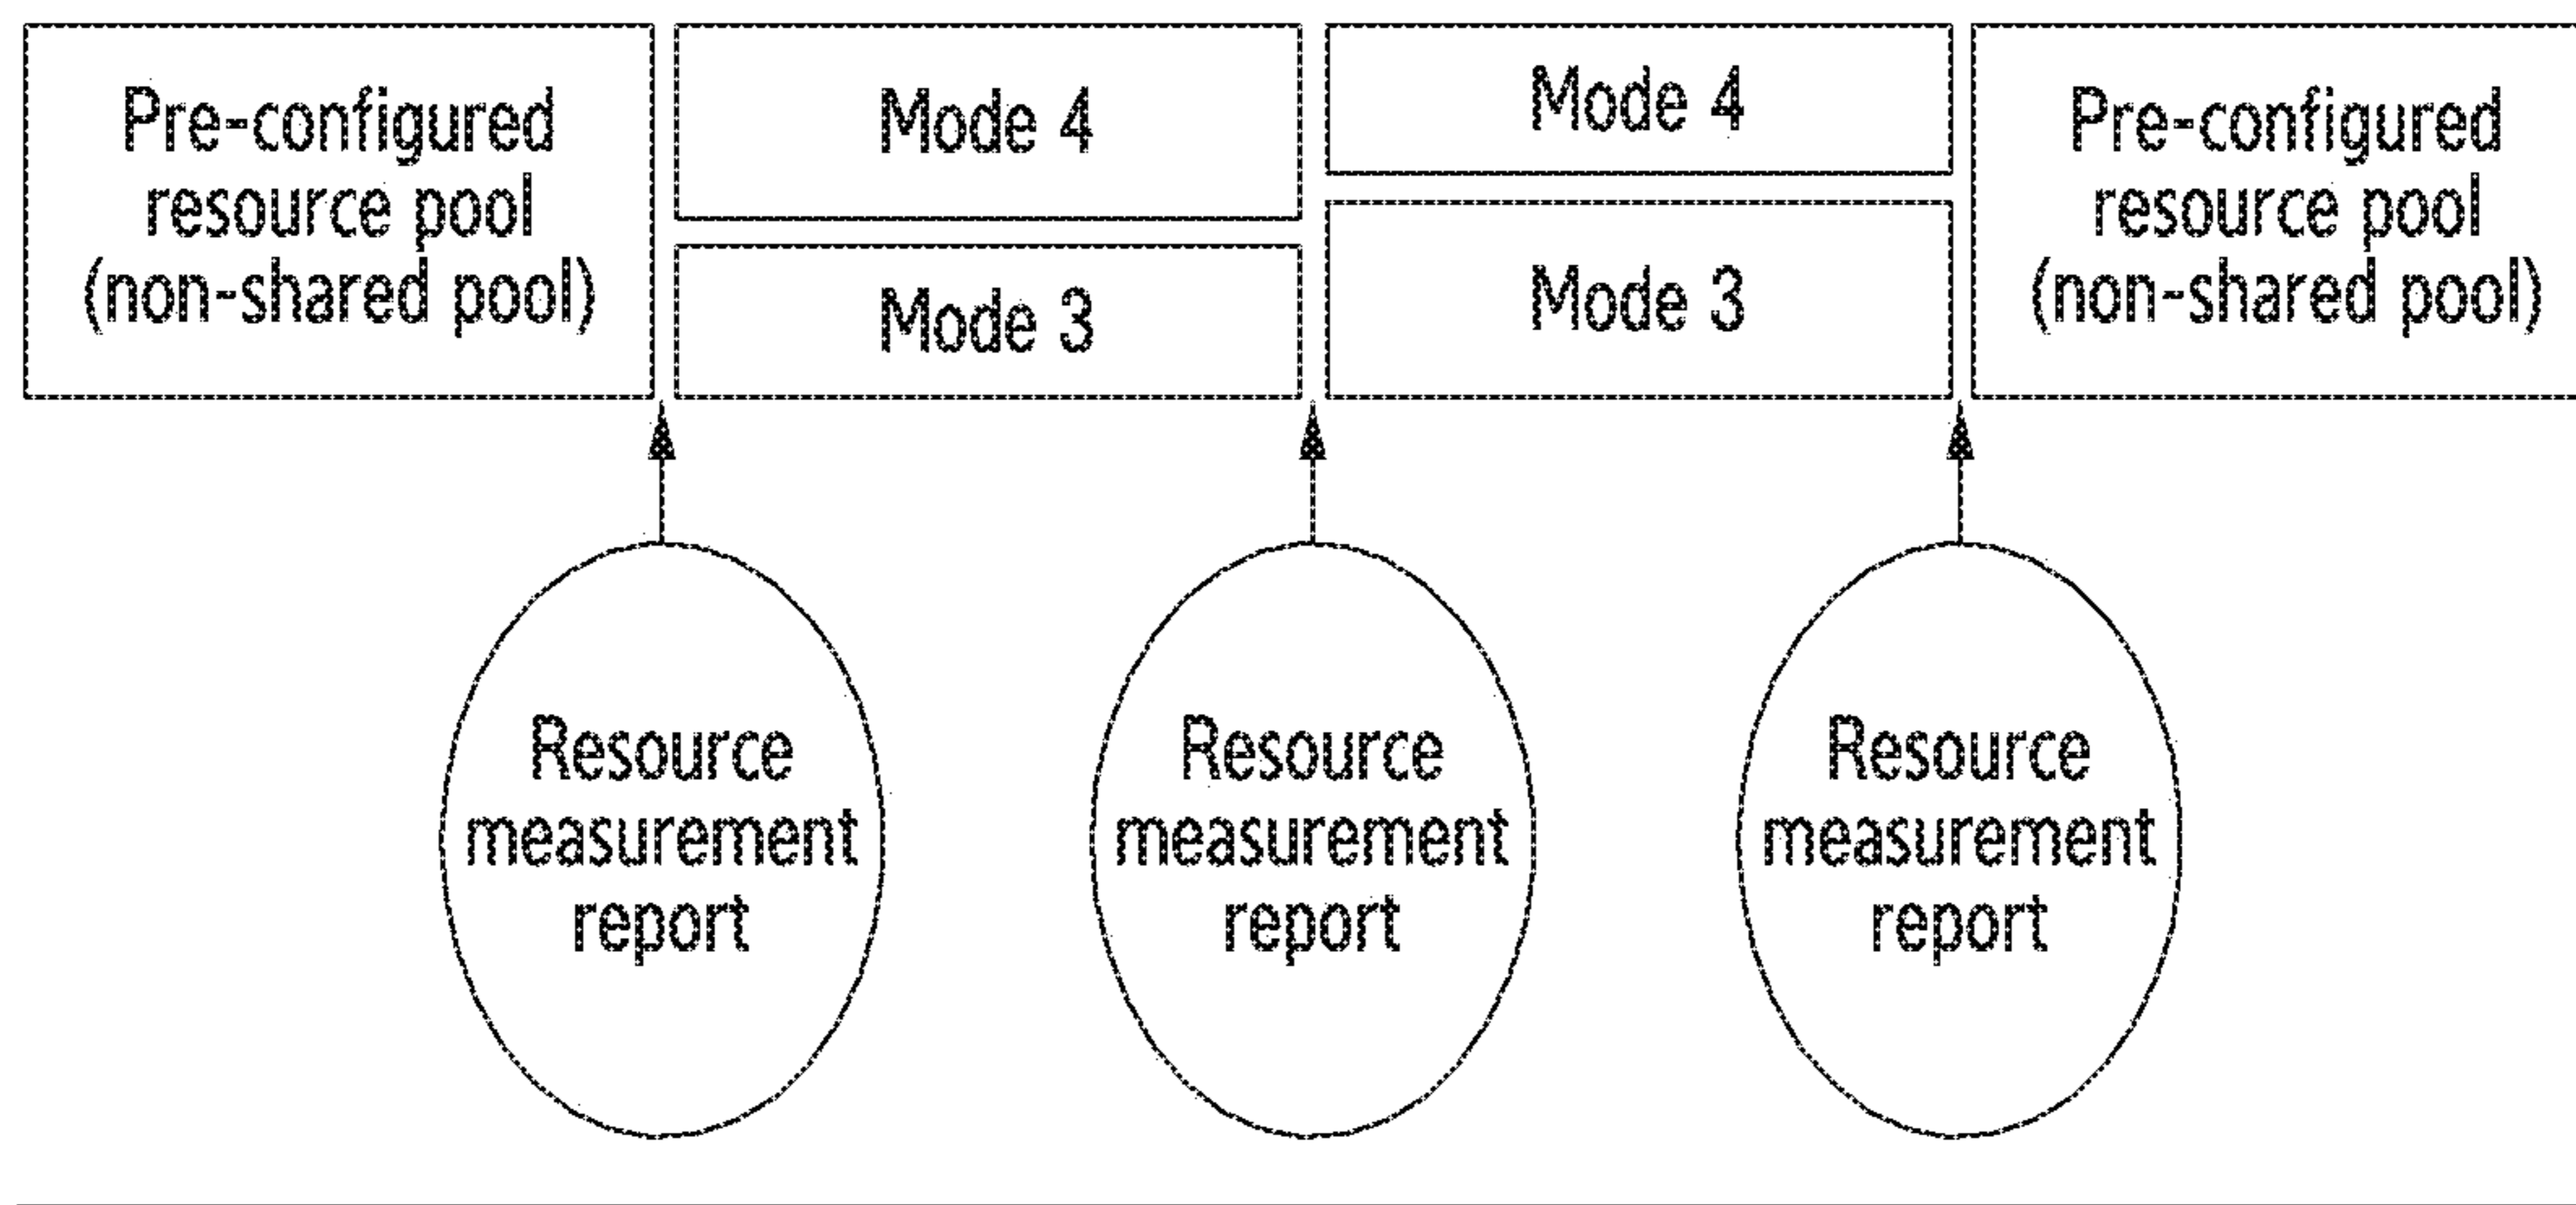 Pre-configured
resource pool
(non-shared pool)
Mode 4
Mode 3
Mode 4
Mode 3
Pre-configured
resource pool
(non-shared pool)
Resource
measurement
report
Resource
measurement
report
Resource
measurement
report